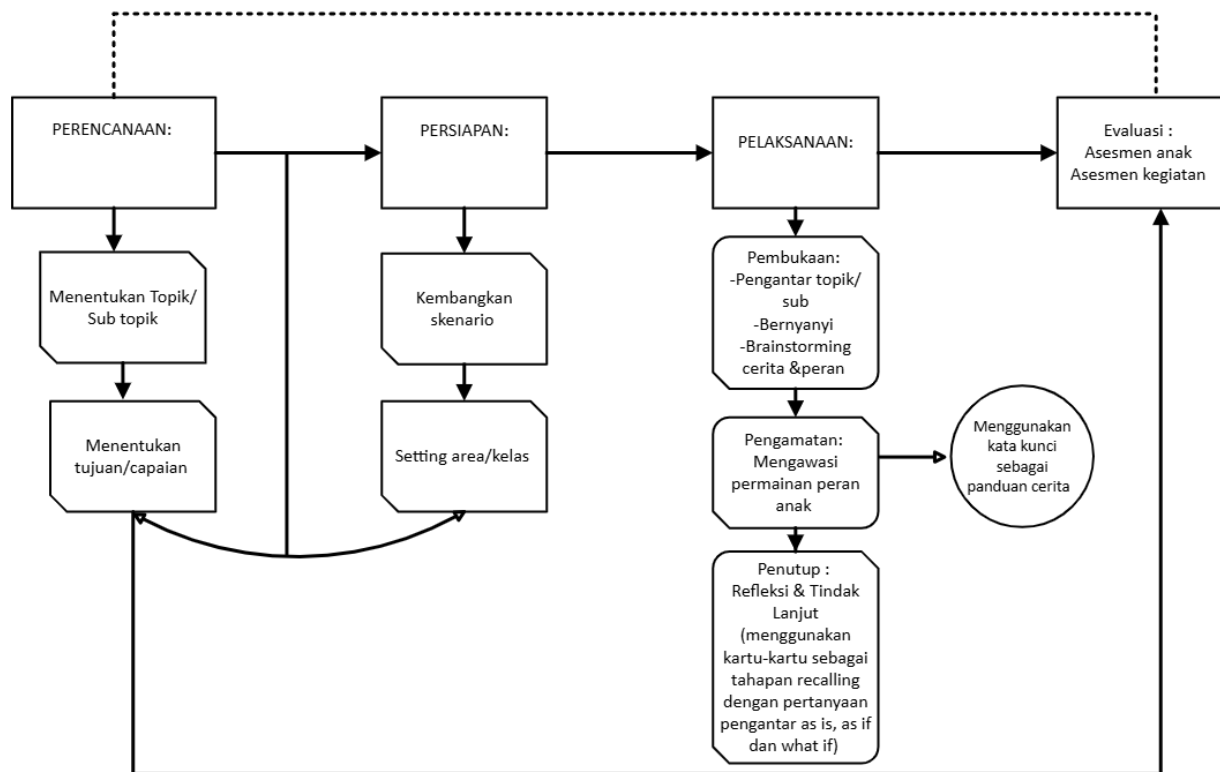 PERENCANAAN:
Menentukan Topik/
Sub topik
Menentukan
tujuan/capaian
PERSIAPAN:
Kembangkan
skenario
Setting area/kelas
PELAKSANAAN:
Pembukaan:
-Pengantar topik/
sub
-Bernyanyi
-Brainstorming
cerita &peran
Pengamatan:
Mengawasi
permainan peran
anak
Menggunakan
kata kunci
sebagai
panduan cerita
Penutup :
Refleksi & Tindak
Lanjut
(menggunakan
kartu-kartu sebagai
tahapan recalling
dengan pertanyaan
pengantar as is, as if
dan what if)
Evaluasi :
Asesmen anak
Asesmen kegiatan